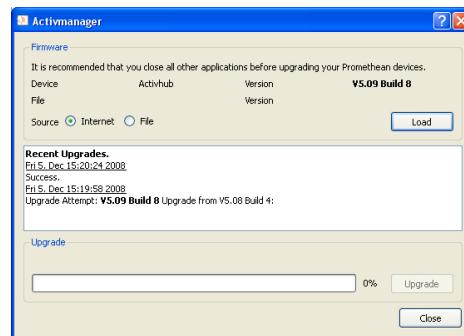 Activmanager
Firmware
It is recommended that you close all other applications before upgrading your Promethean devices.
Device Activhub Version V5.09 Build 8
File Version
Source Internet File Load
Recent Upgrades.
Fri 5. Dec 15:20:24 2008
Success.
Fri 5. Dec 15:19:58 2008
Upgrade Attempt: V5.09 Build 8 Upgrade from V5.08 Build 4:
Upgrade
0% Upgrade
Close